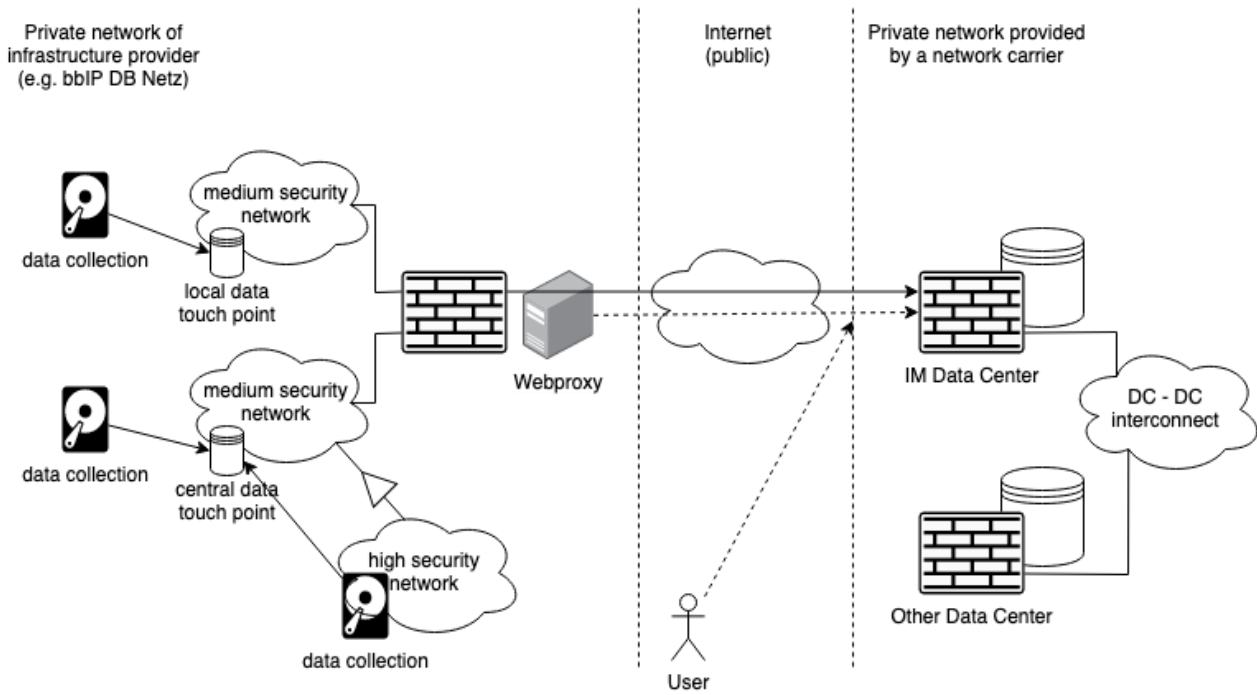 Private network of
infrastructure provider
(e.g. bbIP DB Netz)
Internet
(public)
Private network provided
by a network carrier
medium security
network
data collection
local data
touch point
Webproxy
IM Data Center
medium security
network
DC - DC
interconnect
data collection
central data
touch point
high security
network
Other Data Center
data collection
User